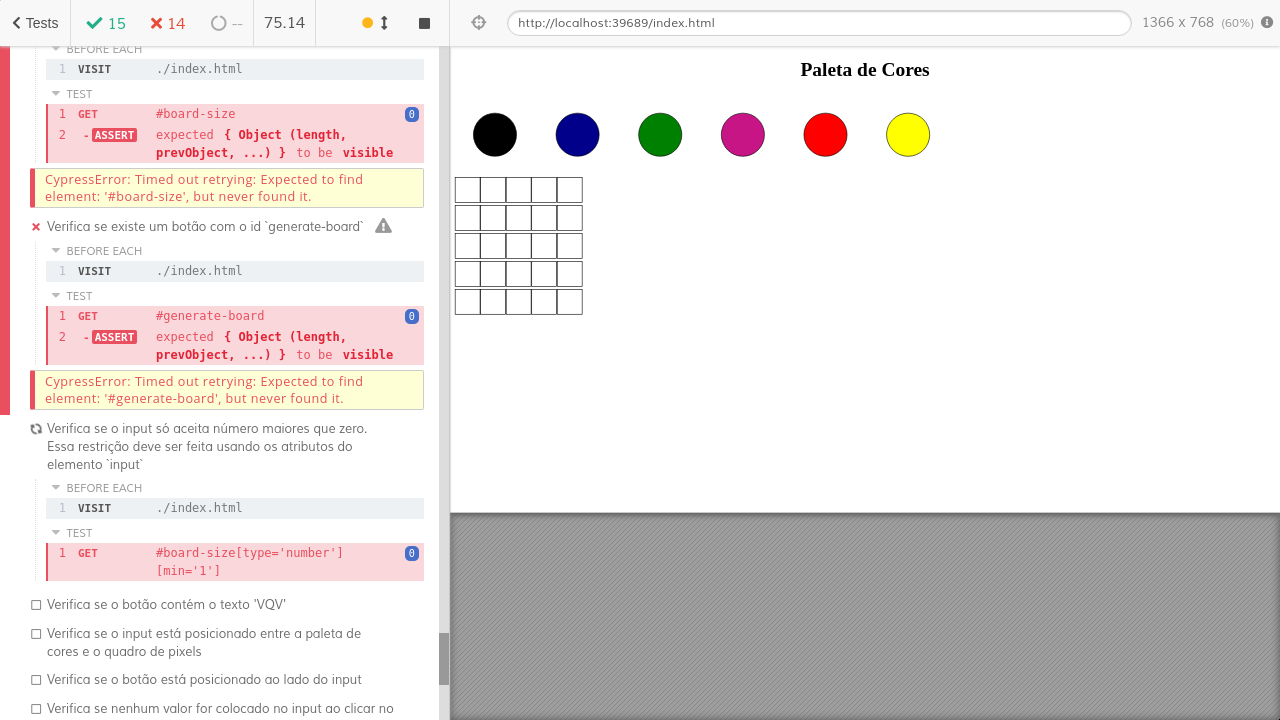 Tests
15
14
--
75.14
BEFORE EACH
1 VISIT ./index.html
TEST
1 GET #board-size 0
2 - ASSERT expected { Object (length,
prevObject, ...) } to be visible
CypressError: Timed out retrying: Expected to find
element: '#board-size', but never found it.
Verifica se existe um botão com o id `generate-board`
BEFORE EACH
1 VISIT ./index.html
TEST
1 GET #generate-board 0
2 - ASSERT expected { Object (length,
prevObject, ...) } to be visible
CypressError: Timed out retrying: Expected to find
element: '#generate-board', but never found it.
Verifica se o input só aceita número maiores que zero.
Essa restrição deve ser feita usando os atributos do
elemento `input`
BEFORE EACH
1 VISIT ./index.html
TEST
1 GET #board-size[type='number'] 0
[min='1']
Verifica se o botão contém o texto 'VQV'
Verifica se o input está posicionado entre a paleta de
cores e o quadro de pixels
Verifica se o botão está posicionado ao lado do input
Verifica se nenhum valor for colocado no input ao clicar no
http://localhost:39689/index.html
1366 x 768 (60%)
Paleta de Cores